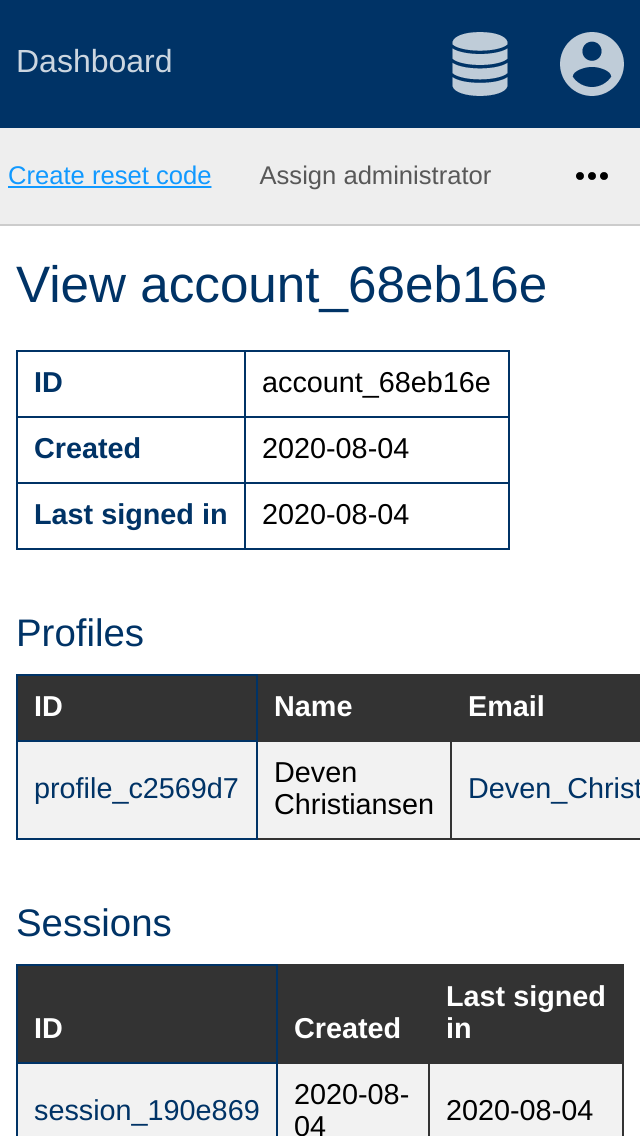 Dashboard
Create reset code Assign administrator
View account_68eb16e
ID account_68eb16e
Created 2020-08-04
Last signed in 2020-08-04
Profiles
ID Name Email
profile_c2569d7 Deven Christiansen Deven_Christ
Sessions
ID Created Last signed in
session_190e869 2020-08-04 2020-08-04